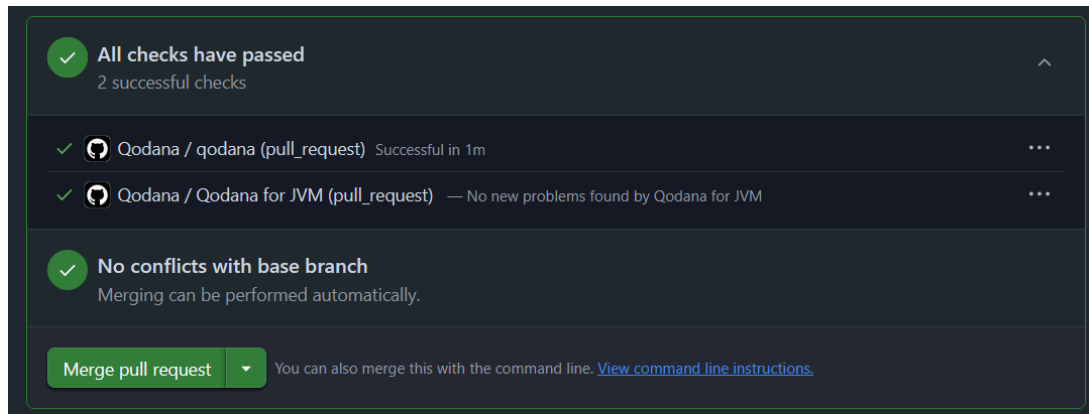 All checks have passed
2 successful checks
Qodana / qodana (pull_request) Successful in 1m
Qodana / Qodana for JVM (pull_request) — No new problems found by Qodana for JVM
No conflicts with base branch
Merging can be performed automatically.
Merge pull request You can also merge this with the command line. View command line instructions.